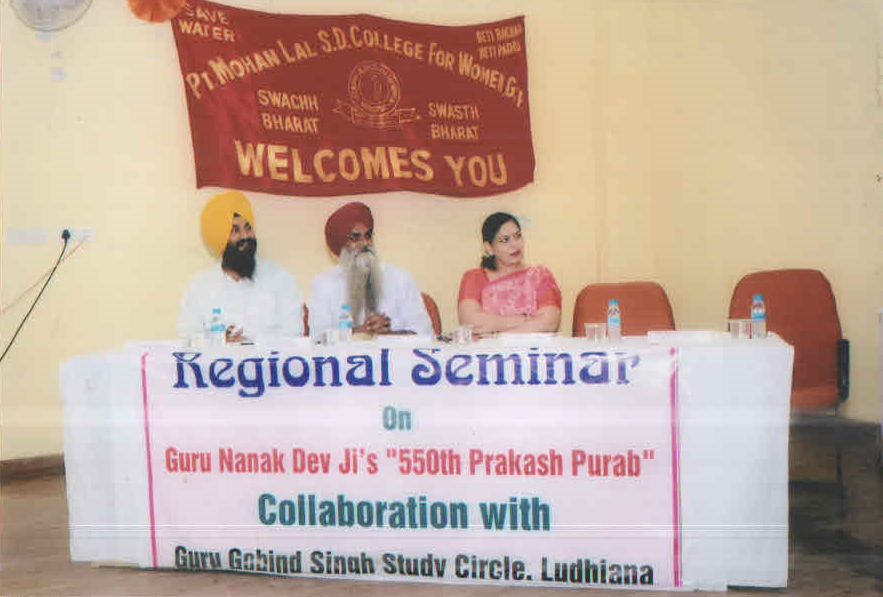 SAVE WATER
BETI BACHAO
BETI PADAO
PT. MOHAN LAL S.D. COLLEGE FOR WOMEN
SWACHH BHARAT
SWASTH BHARAT
WELCOMES YOU
Regional Seminar
On
Guru Nanak Dev Ji's "550th Prakash Purab"
Collaboration with
Guru Gobind Singh Study Circle, Ludhiana